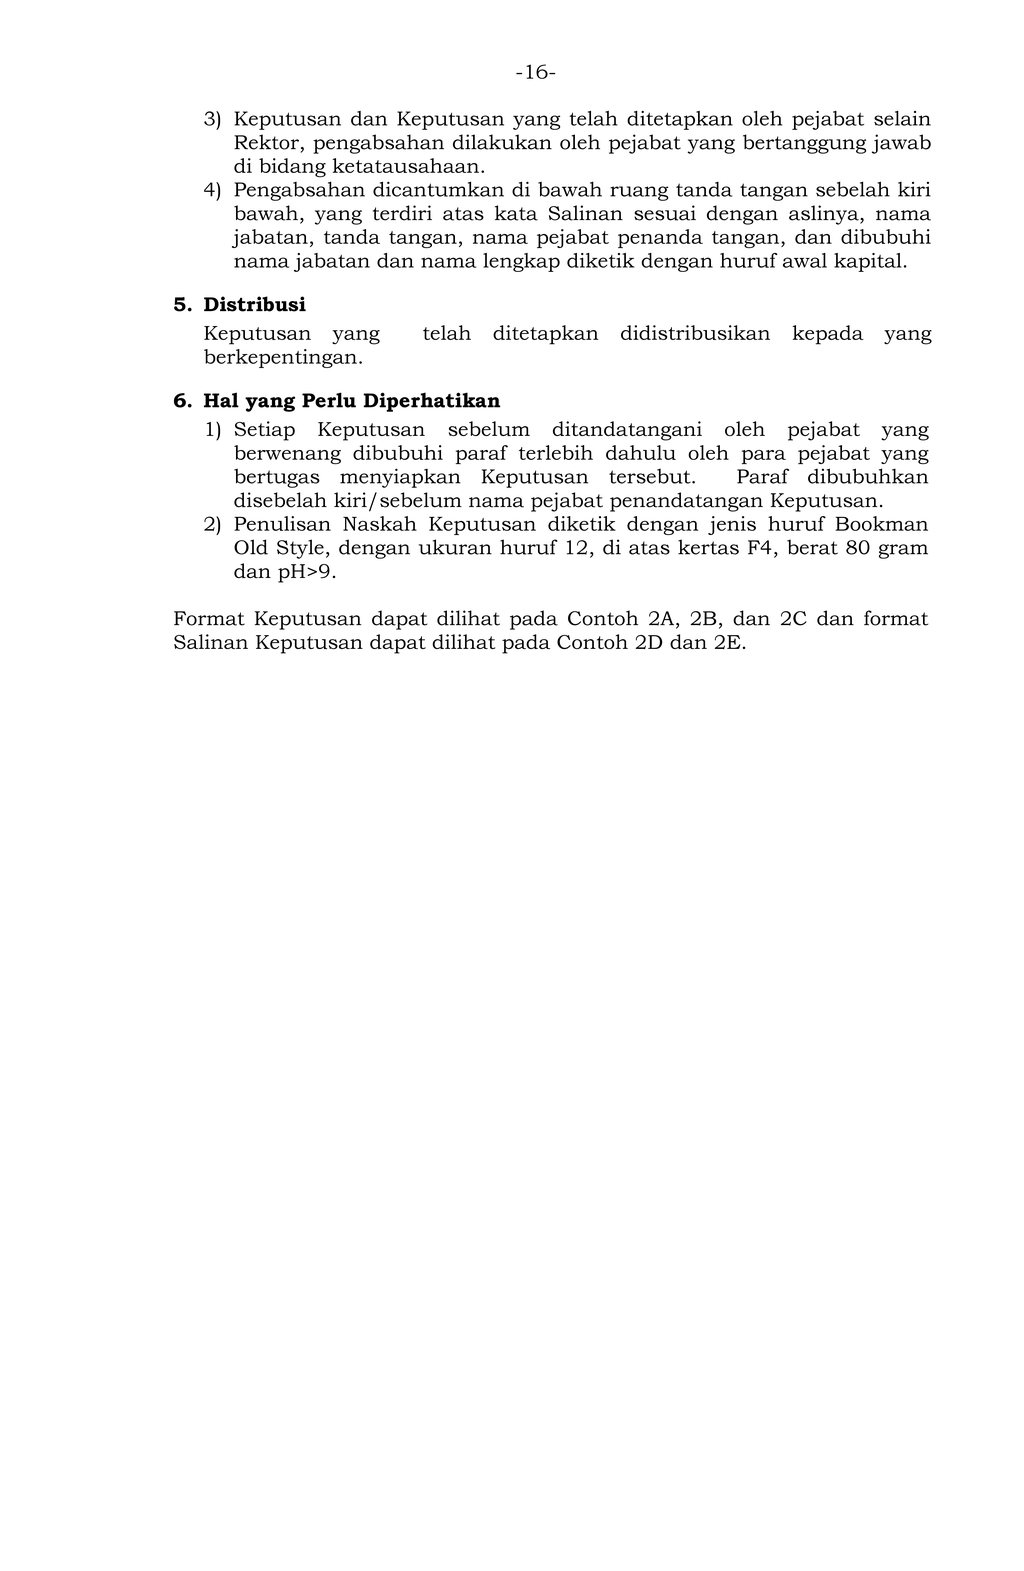 -16-
3) Keputusan dan Keputusan yang telah ditetapkan oleh pejabat selain
Rektor, pengabsahan dilakukan oleh pejabat yang bertanggung jawab
di bidang ketatausahaan.
4) Pengabsahan dicantumkan di bawah ruang tanda tangan sebelah kiri
bawah, yang terdiri atas kata Salinan sesuai dengan aslinya, nama
jabatan, tanda tangan, nama pejabat penanda tangan, dan dibubuhi
nama jabatan dan nama lengkap diketik dengan huruf awal kapital.
5. Distribusi
Keputusan yang telah ditetapkan didistribusikan kepada yang
berkepentingan.
6. Hal yang Perlu Diperhatikan
1) Setiap Keputusan sebelum ditandatangani oleh pejabat yang
berwenang dibubuhi paraf terlebih dahulu oleh para pejabat yang
bertugas menyiapkan Keputusan tersebut. Paraf dibubuhkan
disebelah kiri/sebelum nama pejabat penandatangan Keputusan.
2) Penulisan Naskah Keputusan diketik dengan jenis huruf Bookman
Old Style, dengan ukuran huruf 12, di atas kertas F4, berat 80 gram
dan pH>9.
Format Keputusan dapat dilihat pada Contoh 2A, 2B, dan 2C dan format
Salinan Keputusan dapat dilihat pada Contoh 2D dan 2E.